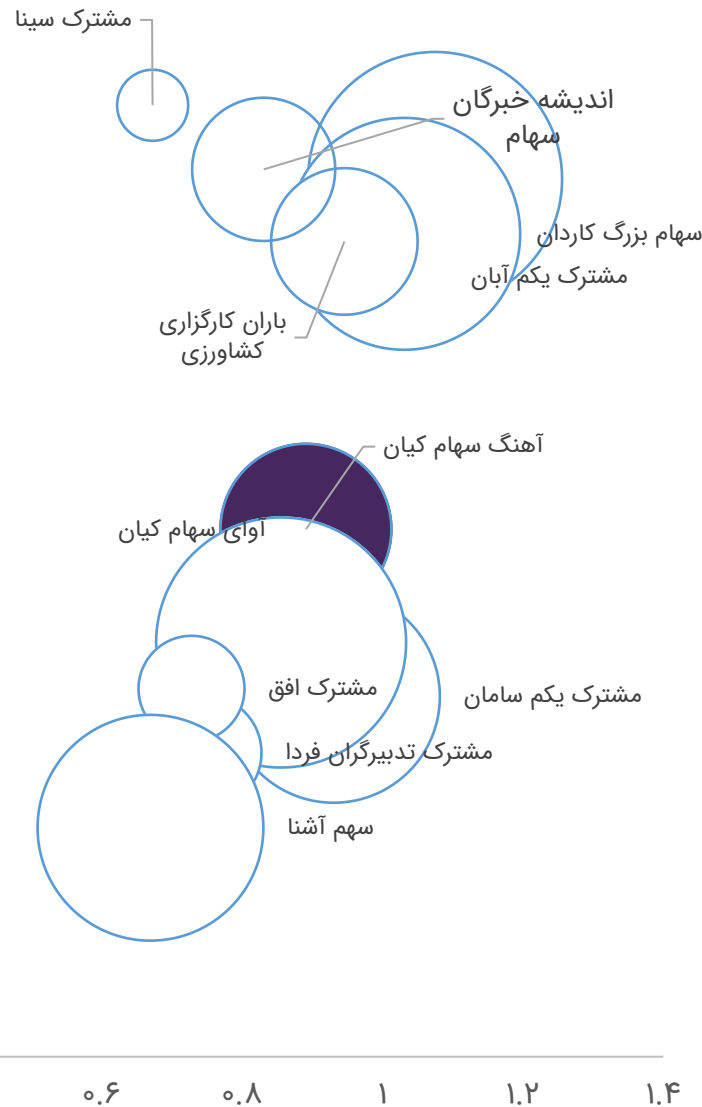 مشترک سینا
اندیشه خبرگان
سهام
سهام بزرگ کاردان
مشترک یکم آبان
باران کارگزاری
کشاورزی
آهنگ سهام کیان
آوای سهام کیان
مشترک افق
مشترک یکم سامان
مشترک تدبیرگران فردا
سهم آشنا
۰.۶ ۰.۸ ۱ ۱.۲ ۱.۴